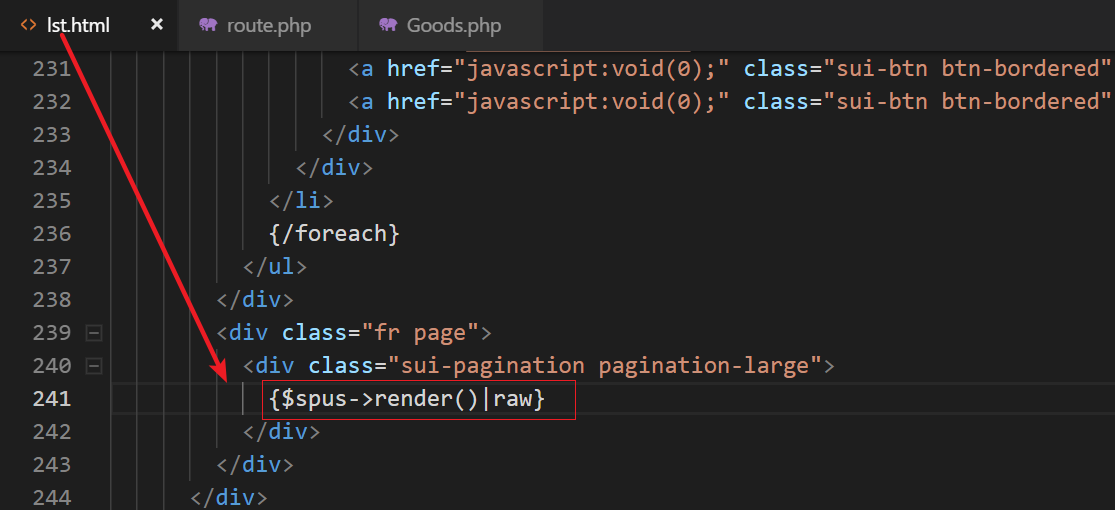 lst.html × route.php Goods.php
231 <a href="javascript:void(0);" class="sui-btn btn-bordered"
232 <a href="javascript:void(0);" class="sui-btn btn-bordered"
233 </div>
234 </div>
235 </li>
236 {/foreach}
237 </ul>
238 </div>
239 <div class="fr page">
240 <div class="sui-pagination pagination-large">
241 {$spus->render()|raw}
242 </div>
243 </div>
244 </div>